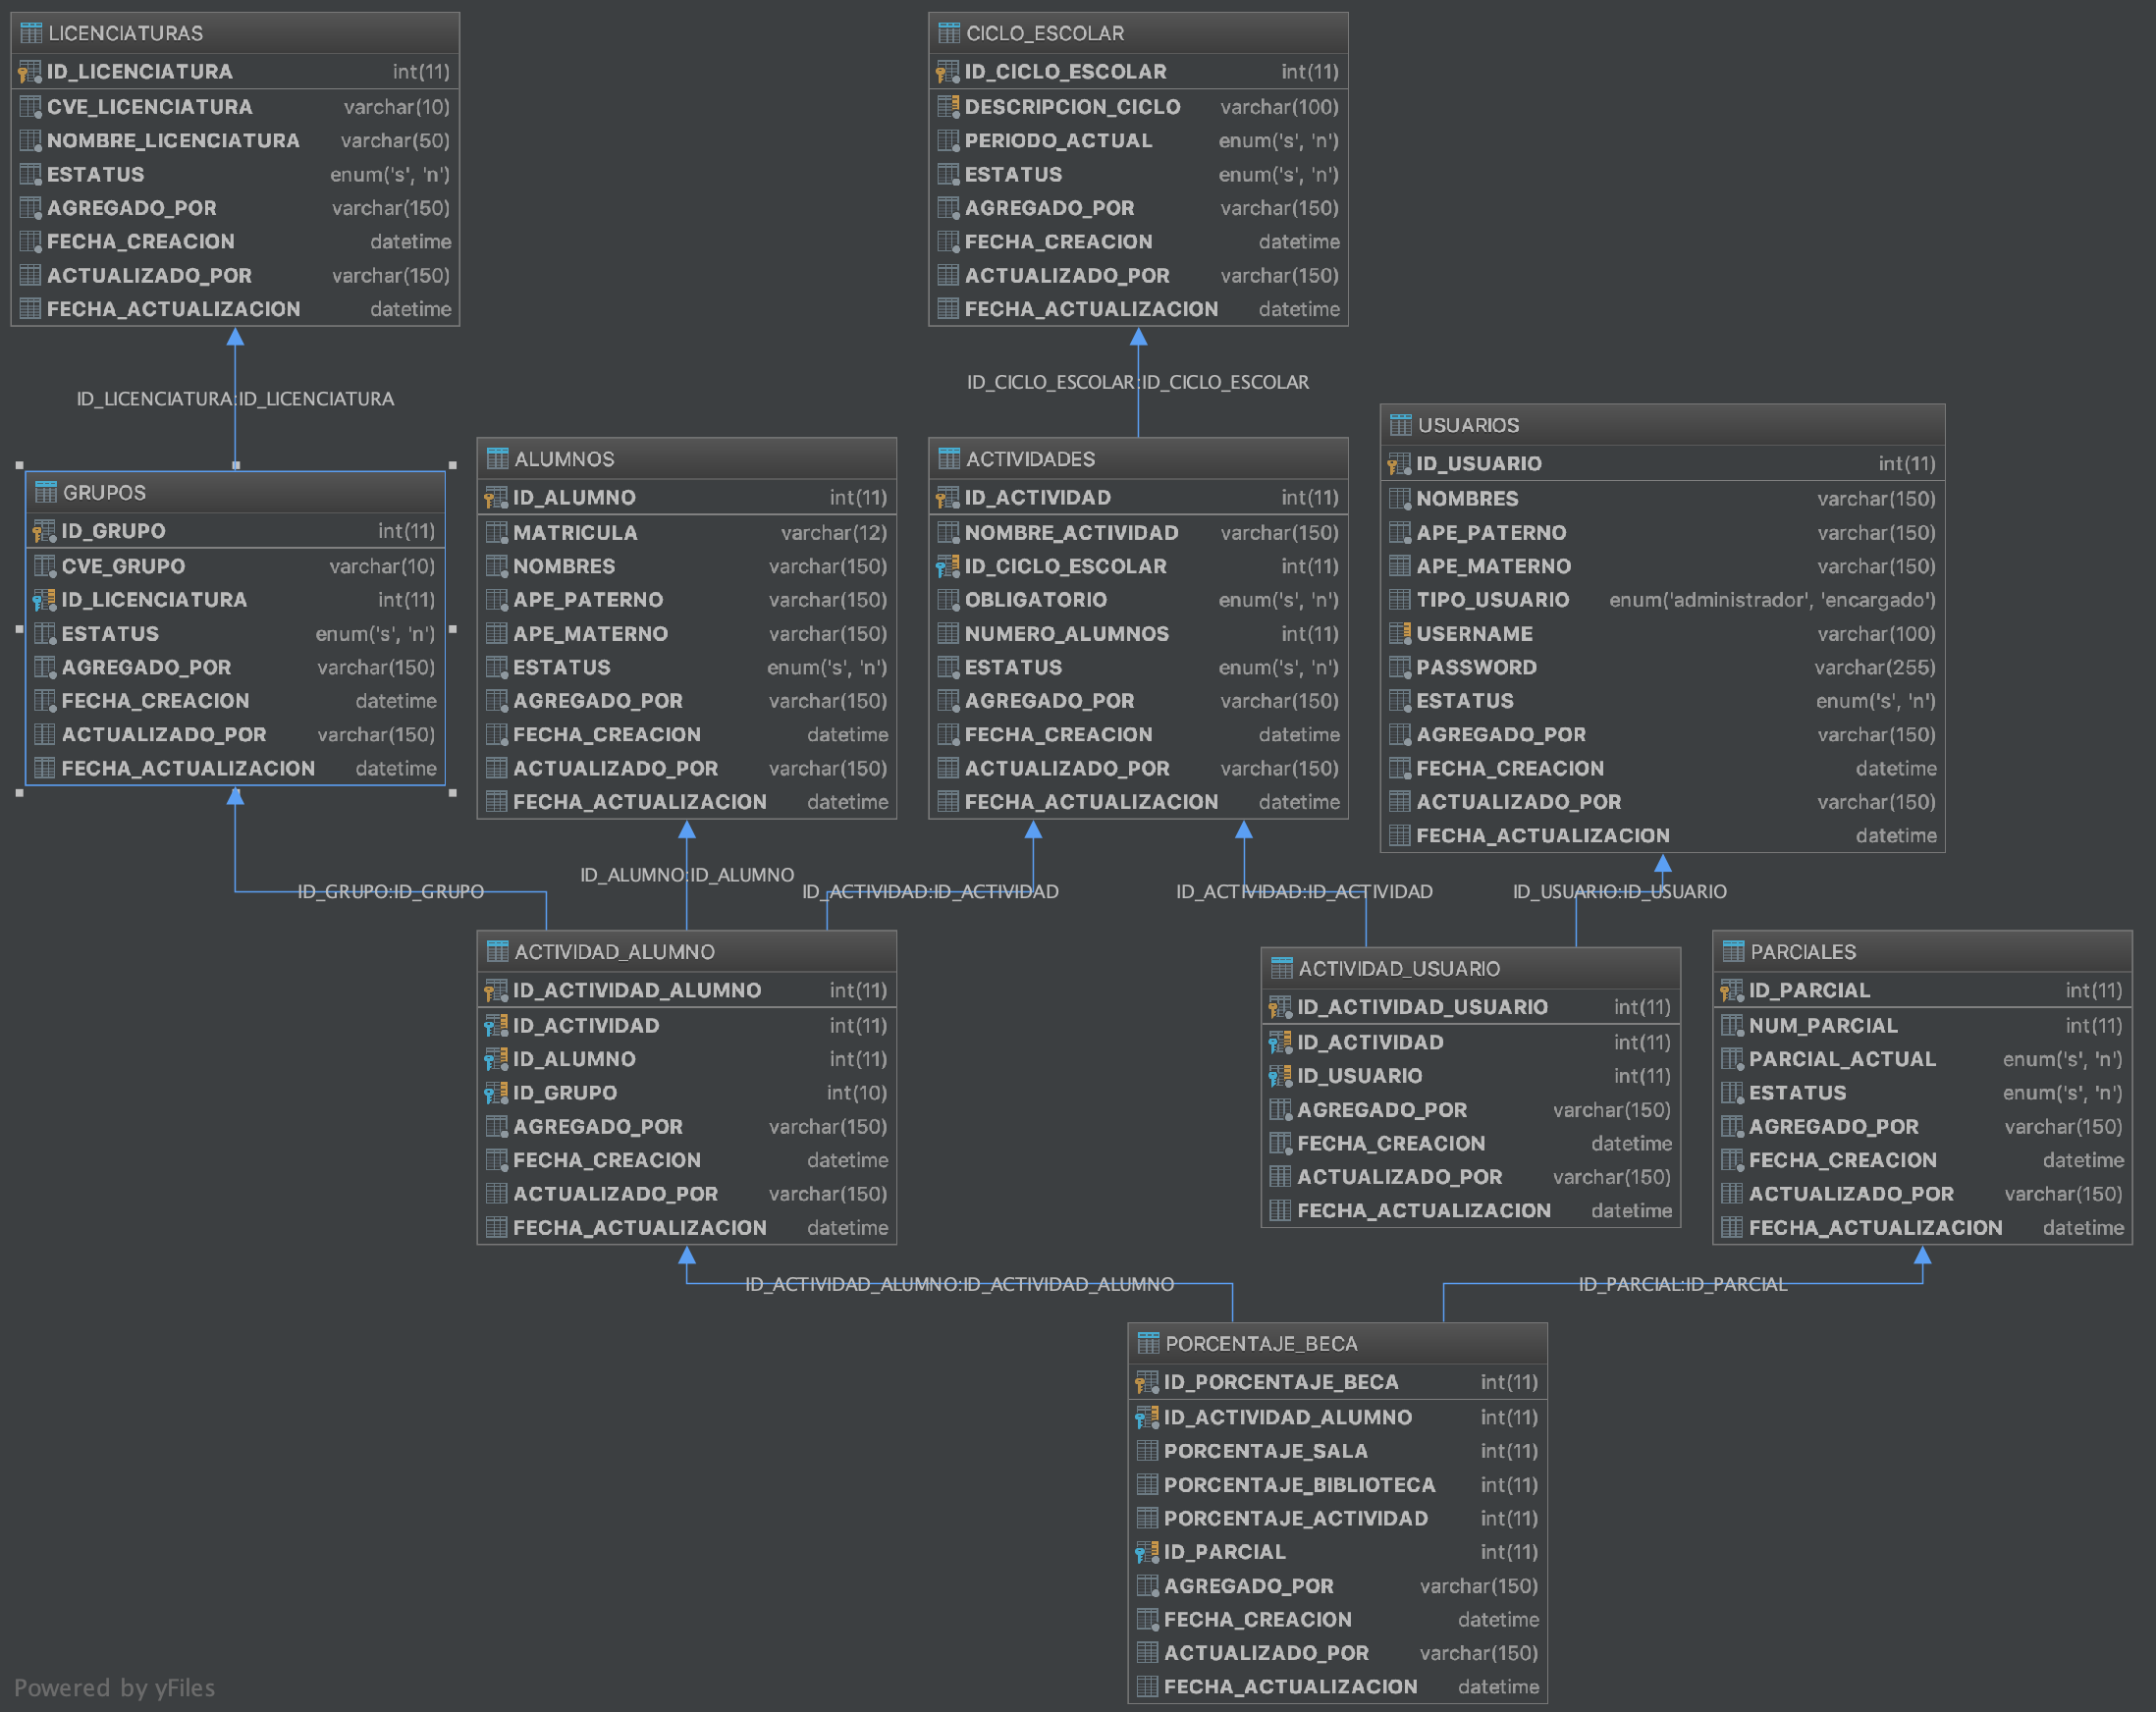 LICENCIATURAS
ID_LICENCIATURA int(11)
CVE_LICENCIATURA varchar(10)
NOMBRE_LICENCIATURA varchar(50)
ESTATUS enum('s', 'n')
AGREGADO_POR varchar(150)
FECHA_CREACION datetime
ACTUALIZADO_POR varchar(150)
FECHA_ACTUALIZACION datetime
CICLO_ESCOLAR
ID_CICLO_ESCOLAR int(11)
DESCRIPCION_CICLO varchar(100)
PERIODO_ACTUAL enum('s', 'n')
ESTATUS enum('s', 'n')
AGREGADO_POR varchar(150)
FECHA_CREACION datetime
ACTUALIZADO_POR varchar(150)
FECHA_ACTUALIZACION datetime
ID_LICENCIATURA:ID_LICENCIATURA
ID_CICLO_ESCOLAR:ID_CICLO_ESCOLAR
GRUPOS
ID_GRUPO int(11)
CVE_GRUPO varchar(10)
ID_LICENCIATURA int(11)
ESTATUS enum('s', 'n')
AGREGADO_POR varchar(150)
FECHA_CREACION datetime
ACTUALIZADO_POR varchar(150)
FECHA_ACTUALIZACION datetime
ALUMNOS
ID_ALUMNO int(11)
MATRICULA varchar(12)
NOMBRES varchar(150)
APE_PATERNO varchar(150)
APE_MATERNO varchar(150)
ESTATUS enum('s', 'n')
AGREGADO_POR varchar(150)
FECHA_CREACION datetime
ACTUALIZADO_POR varchar(150)
FECHA_ACTUALIZACION datetime
ACTIVIDADES
ID_ACTIVIDAD int(11)
NOMBRE_ACTIVIDAD varchar(150)
ID_CICLO_ESCOLAR int(11)
OBLIGATORIO enum('s', 'n')
NUMERO_ALUMNOS int(11)
ESTATUS enum('s', 'n')
AGREGADO_POR varchar(150)
FECHA_CREACION datetime
ACTUALIZADO_POR varchar(150)
FECHA_ACTUALIZACION datetime
USUARIOS
ID_USUARIO int(11)
NOMBRES varchar(150)
APE_PATERNO varchar(150)
APE_MATERNO varchar(150)
TIPO_USUARIO enum('administrador', 'encargado')
USERNAME varchar(100)
PASSWORD varchar(255)
ESTATUS enum('s', 'n')
AGREGADO_POR varchar(150)
FECHA_CREACION datetime
ACTUALIZADO_POR varchar(150)
FECHA_ACTUALIZACION datetime
ID_GRUPO:ID_GRUPO
ID_ALUMNO:ID_ALUMNO
ID_ACTIVIDAD:ID_ACTIVIDAD
ID_ACTIVIDAD:ID_ACTIVIDAD
ID_USUARIO:ID_USUARIO
ACTIVIDAD_ALUMNO
ID_ACTIVIDAD_ALUMNO int(11)
ID_ACTIVIDAD int(11)
ID_ALUMNO int(11)
ID_GRUPO int(10)
AGREGADO_POR varchar(150)
FECHA_CREACION datetime
ACTUALIZADO_POR varchar(150)
FECHA_ACTUALIZACION datetime
ACTIVIDAD_USUARIO
ID_ACTIVIDAD_USUARIO int(11)
ID_ACTIVIDAD int(11)
ID_USUARIO int(11)
AGREGADO_POR varchar(150)
FECHA_CREACION datetime
ACTUALIZADO_POR varchar(150)
FECHA_ACTUALIZACION datetime
PARCIALES
ID_PARCIAL int(11)
NUM_PARCIAL int(11)
PARCIAL_ACTUAL enum('s', 'n')
ESTATUS enum('s', 'n')
AGREGADO_POR varchar(150)
FECHA_CREACION datetime
ACTUALIZADO_POR varchar(150)
FECHA_ACTUALIZACION datetime
ID_ACTIVIDAD_ALUMNO:ID_ACTIVIDAD_ALUMNO
ID_PARCIAL:ID_PARCIAL
PORCENTAJE_BECA
ID_PORCENTAJE_BECA int(11)
ID_ACTIVIDAD_ALUMNO int(11)
PORCENTAJE_SALA int(11)
PORCENTAJE_BIBLIOTECA int(11)
PORCENTAJE_ACTIVIDAD int(11)
ID_PARCIAL int(11)
AGREGADO_POR varchar(150)
FECHA_CREACION datetime
ACTUALIZADO_POR varchar(150)
FECHA_ACTUALIZACION datetime
Powered by yFiles